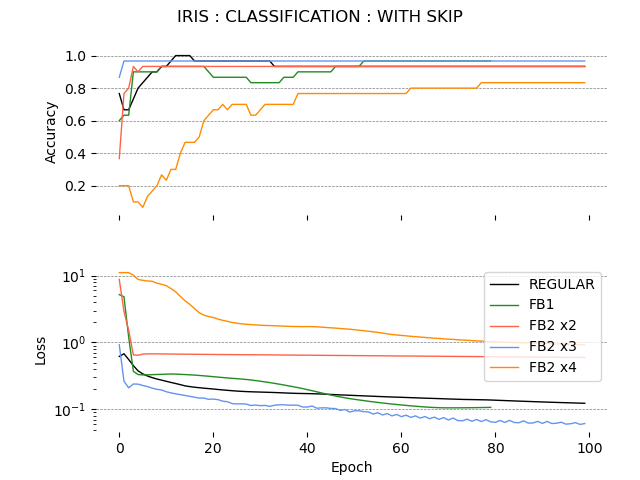 IRIS : CLASSIFICATION : WITH SKIP
1.0
0.8
0.6
0.4
0.2
Accuracy
10¹
10⁰
10⁻¹
Loss
REGULAR
FB1
FB2 x2
FB2 x3
FB2 x4
0 20 40 60 80 100
Epoch